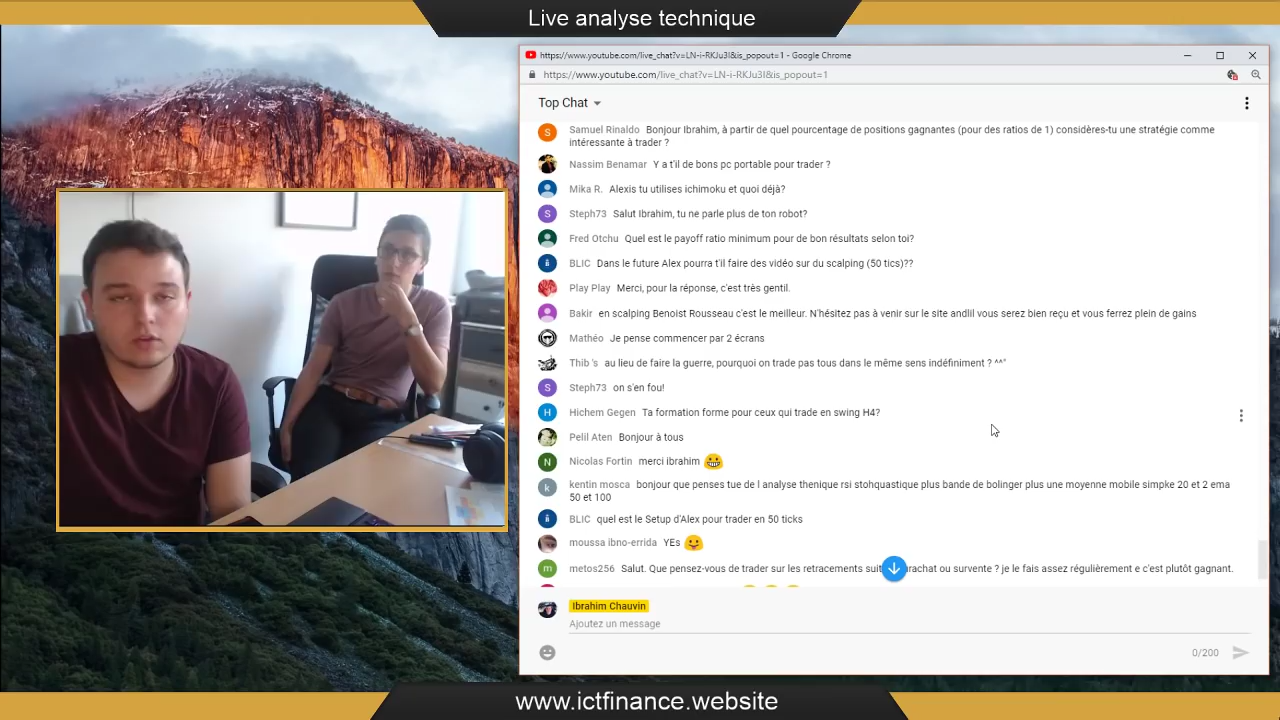 Live analyse technique
https://www.youtube.com/live_chat?v=LN-i-RKJu3I&is_popout=1 - Google Chrome
https://www.youtube.com/live_chat?v=LN-i-RKJu3I&is_popout=1
Top Chat
Samuel Rinaldo Bonjour Ibrahim, à partir de quel pourcentage de positions gagnantes (pour des ratios de 1) considères-tu une stratégie comme
intéressante à trader ?
Nassim Benamar Y a t'il de bons pc portable pour trader ?
Mika R. Alexis tu utilises ichimoku et quoi déjà?
S Steph73 Salut Ibrahim, tu ne parle plus de ton robot?
Fred Otchu Quel est le payoff ratio minimum pour de bon résultats selon toi?
BLIC Dans le future Alex pourra t'il faire des vidéo sur du scalping (50 tics)??
Play Play Merci, pour la réponse, c'est très gentil.
Bakir en scalping Benoist Rousseau c'est le meilleur. N'hésitez pas à venir sur le site andlil vous serez bien reçu et vous ferrez plein de gains
Mathéo Je pense commencer par 2 écrans
Thib 's au lieu de faire la guerre, pourquoi on trade pas tous dans le même sens indéfiniment ? ^^"
S Steph73 on s'en fou!
H Hichem Gegen Ta formation forme pour ceux qui trade en swing H4?
Pelil Aten Bonjour à tous
N Nicolas Fortin merci ibrahim
k kentin mosca bonjour que penses tue de l analyse thenique rsi stohquastique plus bande de bolinger plus une moyenne mobile simpke 20 et 2 ema
50 et 100
BLIC quel est le Setup d'Alex pour trader en 50 ticks
moussa ibno-errida YEs
m metos256 Salut. Que pensez-vous de trader sur les retracements suit rachat ou survente ? je le fais assez régulièrement e c'est plutôt gagnant.
Ibrahim Chauvin
Ajoutez un message
0/200
www.ictfinance.website